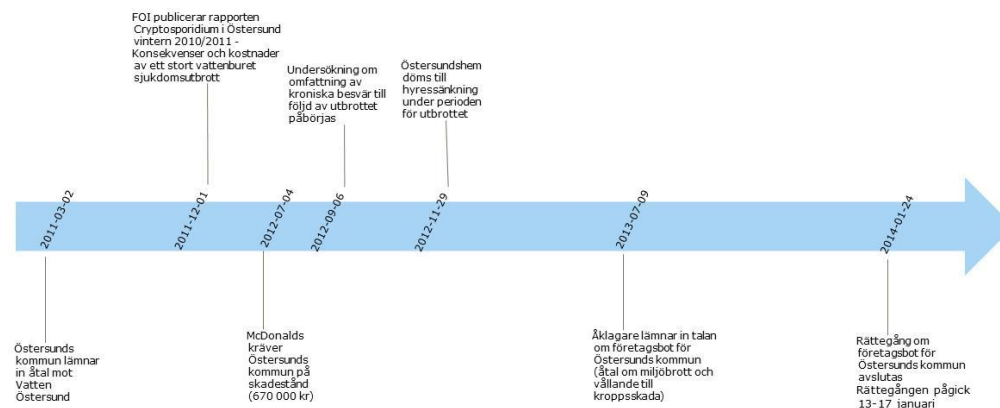 FOI publicerar rapporten
Cryptosporidium i Östersund
vintern 2010/2011 -
Konsekvenser och kostnader
av ett stort vattenburet
sjukdomsutbrott
Undersökning om
omfattning av
kroniska besvär till
följd av utbrottet
påbörjas
Östersundshem
döms till
hyressänkning
under perioden
för utbrottet
2011-03-02
2011-12-01
2012-07-04
2012-09-06
2012-11-29
2013-07-09
2014-01-24
Östersunds
kommun lämnar
in åtal mot
Vatten
Östersund
McDonalds
kräver
Östersunds
kommun på
skadestånd
(670 000 kr)
Åklagare lämnar in talan
om företagsbot för
Östersunds kommun
(åtal om miljöbrott och
vållande till
kroppsskada)
Rättegång om
företagsbot för
Östersunds kommun
avslutas
Rättegången pågick
13-17 januari